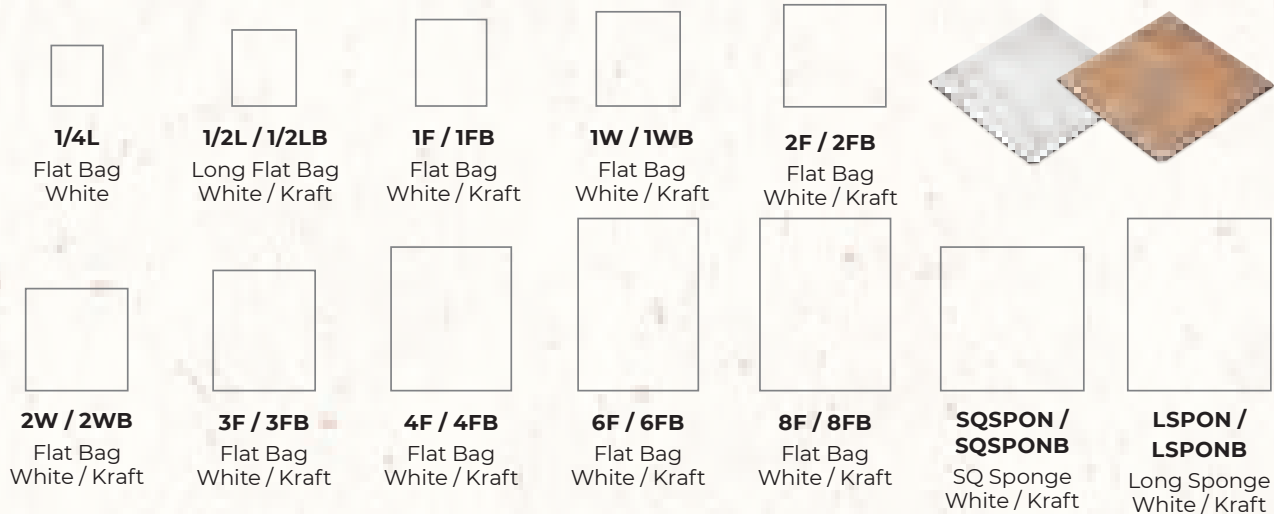 1/4L
Flat Bag
White
1/2L / 1/2LB
Long Flat Bag
White / Kraft
1F / 1FB
Flat Bag
White / Kraft
1W / 1WB
Flat Bag
White / Kraft
2F / 2FB
Flat Bag
White / Kraft
2W / 2WB
Flat Bag
White / Kraft
3F / 3FB
Flat Bag
White / Kraft
4F / 4FB
Flat Bag
White / Kraft
6F / 6FB
Flat Bag
White / Kraft
8F / 8FB
Flat Bag
White / Kraft
SQSPON /
SQSPONB
SQ Sponge
White / Kraft
LSPON /
LSPONB
Long Sponge
White / Kraft